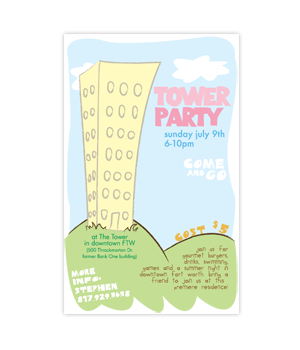 TOWER
PARTY
sunday july 9th
6-10pm
COME
AND GO
COST $5
at The Tower
in downtown FTW
(500 Throckmorton Dr.
former Bank One building)
join us for
gourmet burgers,
drinks, swimming,
games and a summer night in
downtown fort worth. bring a
friend to join us at this
premiere residence!
MORE
INFO.
STEPHEN